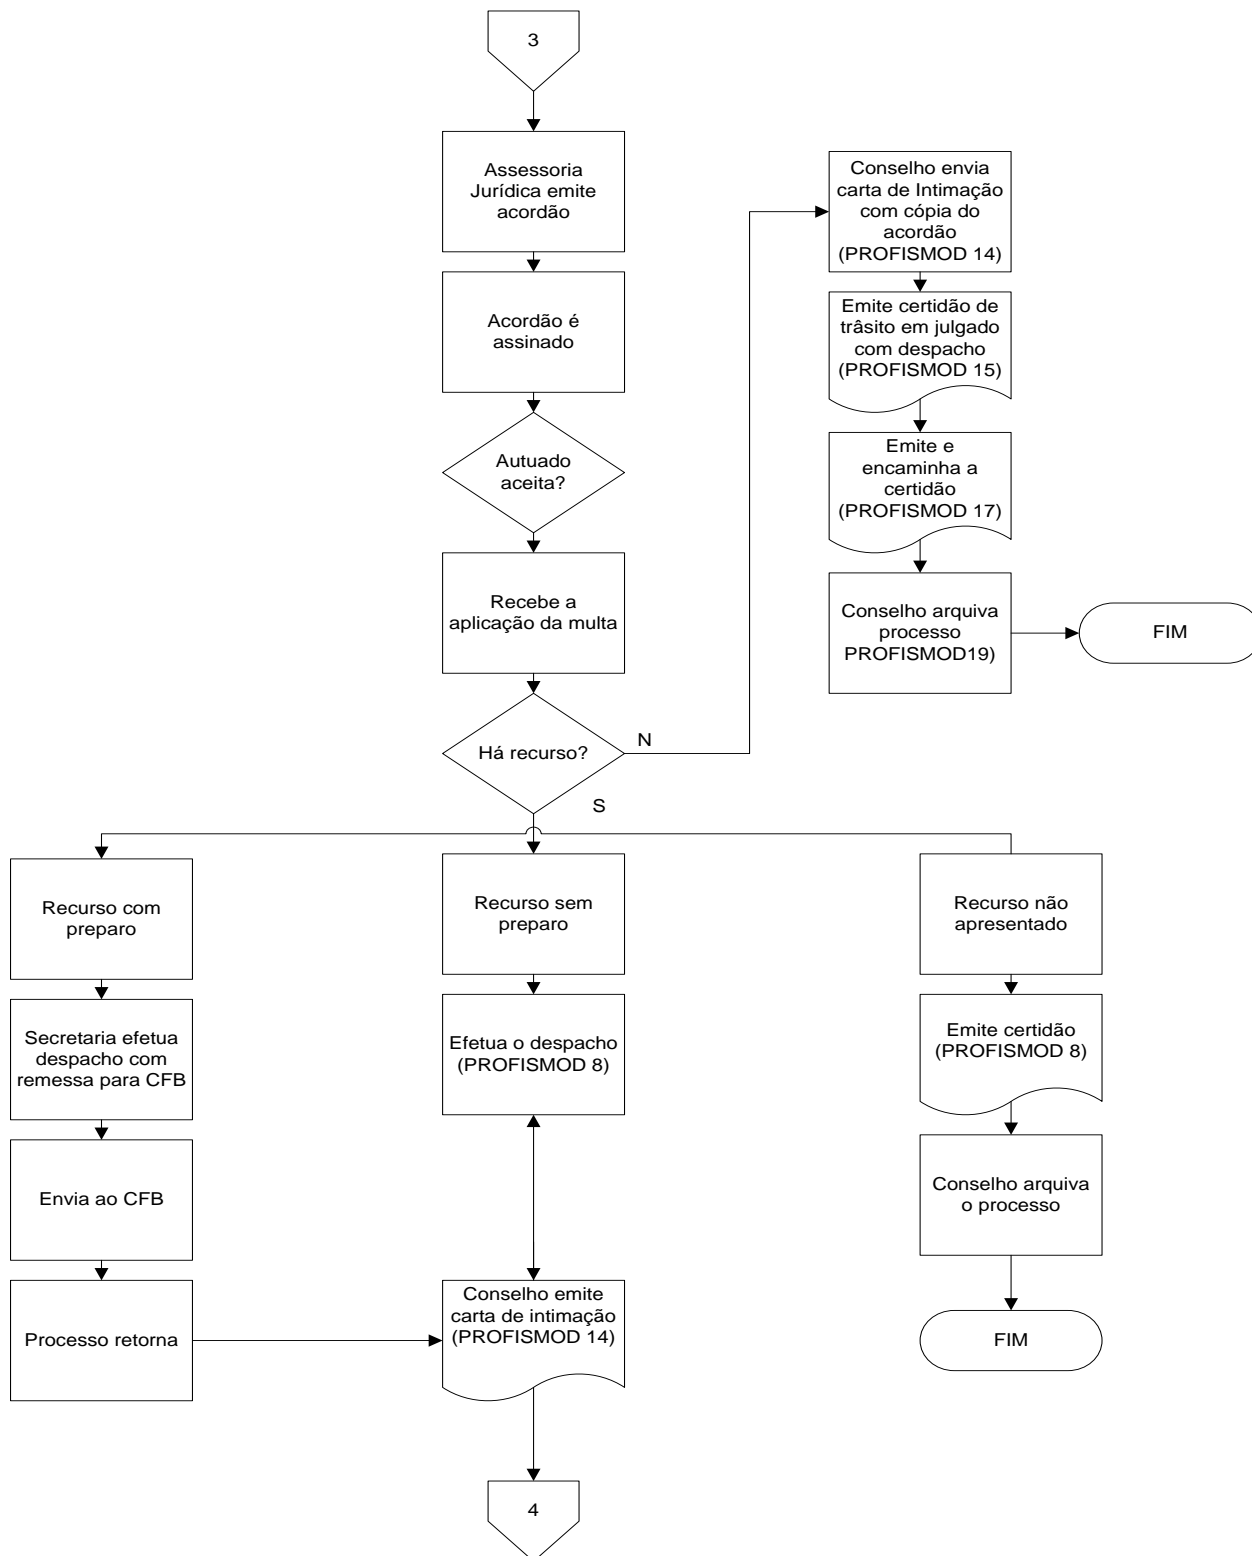 3
Assessoria
Jurídica emite
acordão
Acordão é
assinado
Autuado
aceita?
Recebe a
aplicação da multa
Há recurso?
N
S
Conselho envia
carta de Intimação
com cópia do
acordão
(PROFISMOD 14)
Emite certidão de
trâsito em julgado
com despacho
(PROFISMOD 15)
Emite e
encaminha a
certidão
(PROFISMOD 17)
Conselho arquiva
processo
PROFISMOD19)
FIM
Recurso com
preparo
Secretaria efetua
despacho com
remessa para CFB
Envia ao CFB
Processo retorna
Recurso sem
preparo
Efetua o despacho
(PROFISMOD 8)
Conselho emite
carta de intimação
(PROFISMOD 14)
4
Recurso não
apresentado
Emite certidão
(PROFISMOD 8)
Conselho arquiva
o processo
FIM